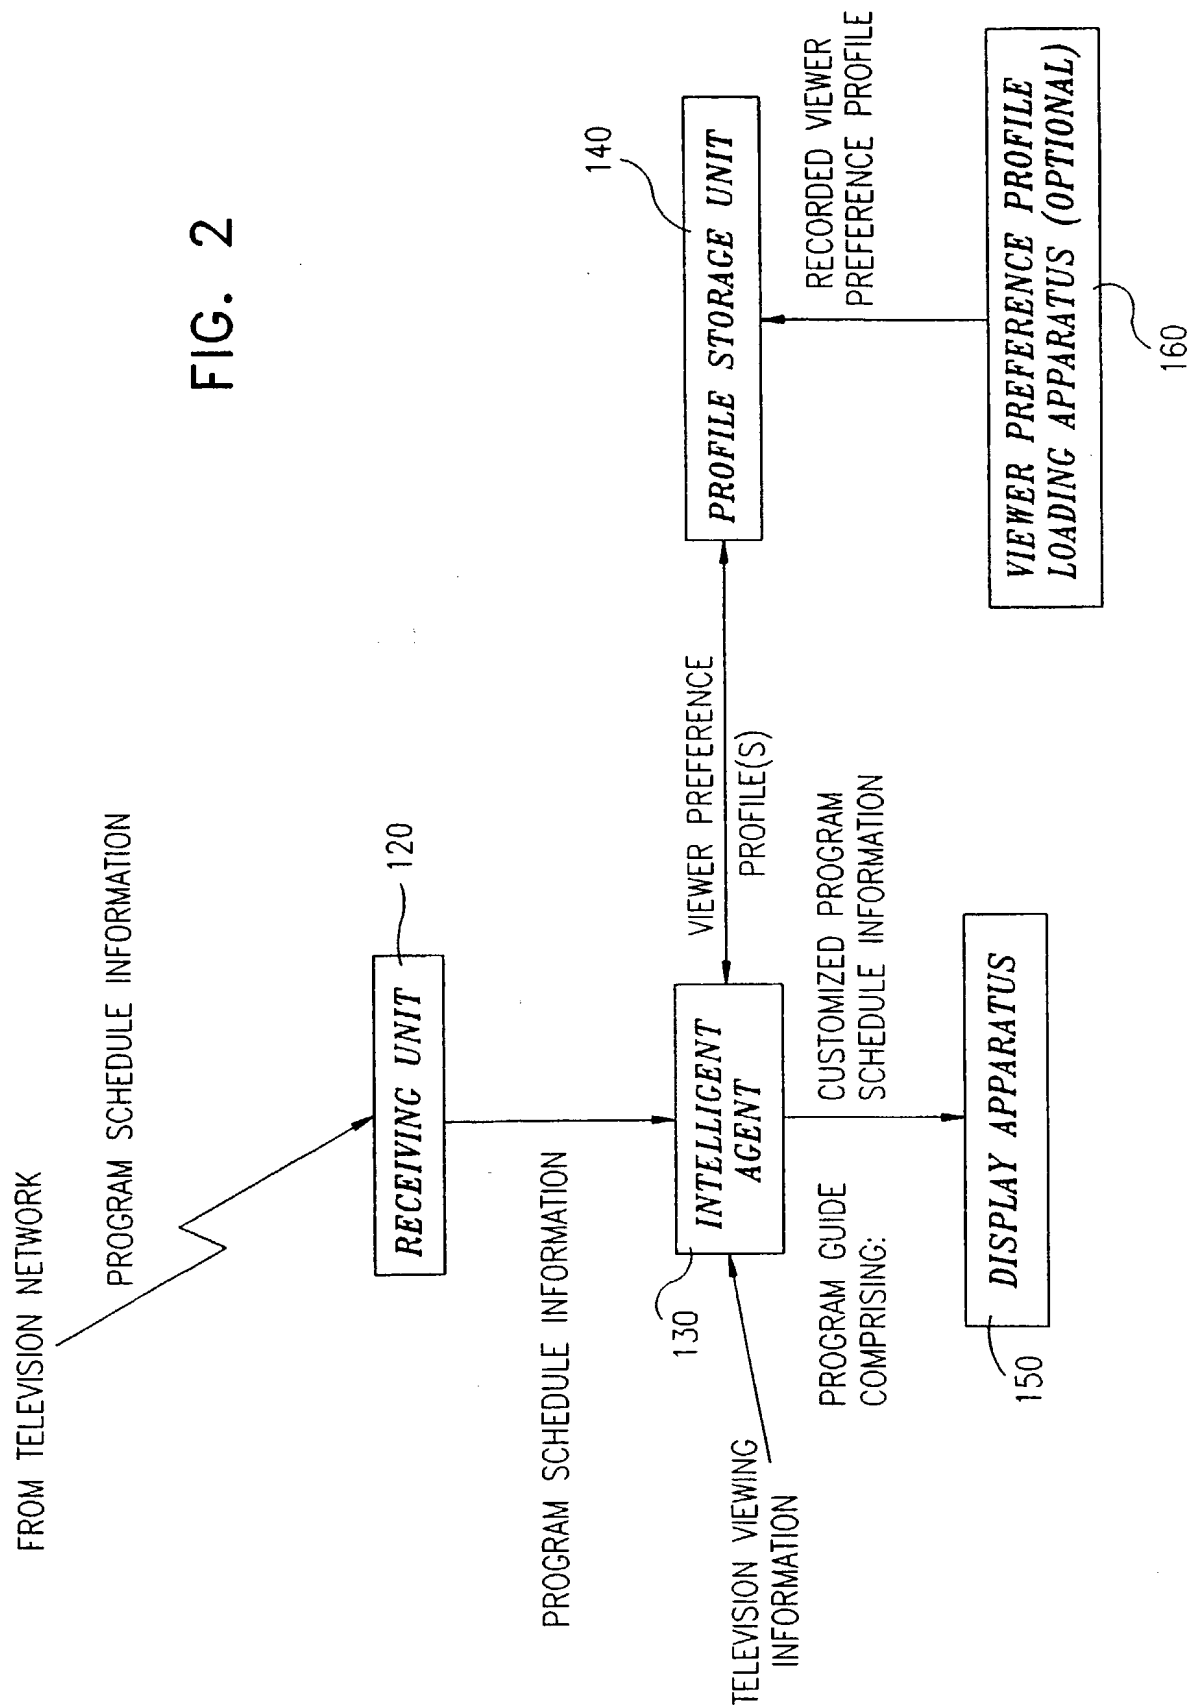 FROM TELEVISION NETWORK
PROGRAM SCHEDULE INFORMATION
FIG. 2
RECEIVING UNIT
120
PROGRAM SCHEDULE INFORMATION
TELEVISION VIEWING
INFORMATION
130
INTELLIGENT
AGENT
VIEWER PREFERENCE
PROFILE(S)
140
PROFILE STORAGE UNIT
PROGRAM GUIDE
COMPRISING:
CUSTOMIZED PROGRAM
SCHEDULE INFORMATION
RECORDED VIEWER
PREFERENCE PROFILE
150
DISPLAY APPARATUS
VIEWER PREFERENCE PROFILE
LOADING APPARATUS (OPTIONAL)
160